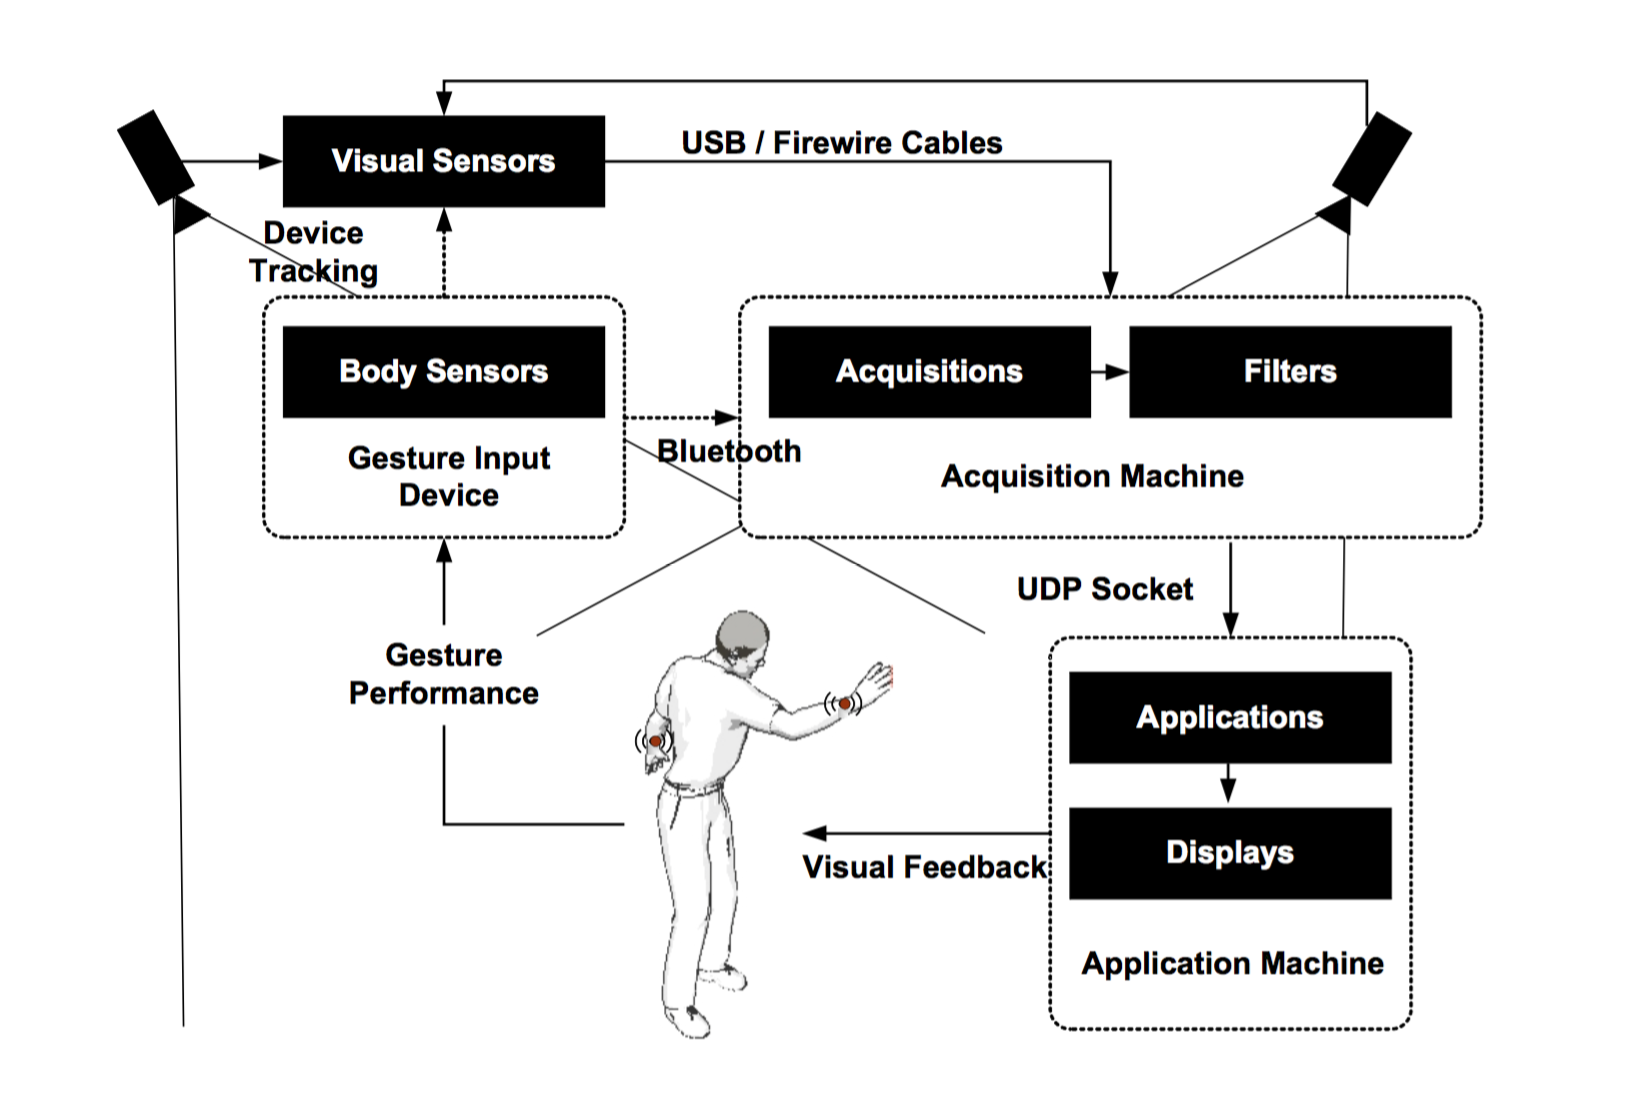 Visual Sensors
USB / Firewire Cables
Device
Tracking
Body Sensors
Gesture Input
Device
Bluetooth
Acquisitions
Filters
Acquisition Machine
UDP Socket
Gesture
Performance
Applications
Displays
Visual Feedback
Application Machine